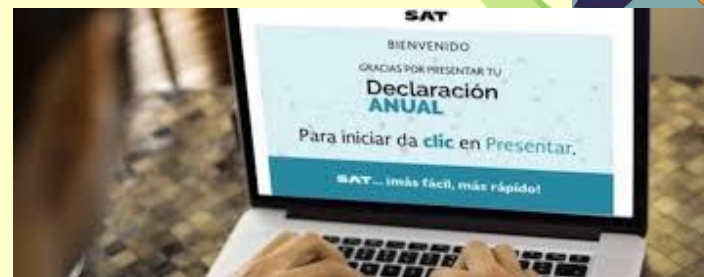 SAT
BIENVENIDO
GRACIAS POR PRESENTAR TU
Declaración
ANUAL
Para iniciar da clic en Presentar.
SAT... ¡más fácil, más rápido!